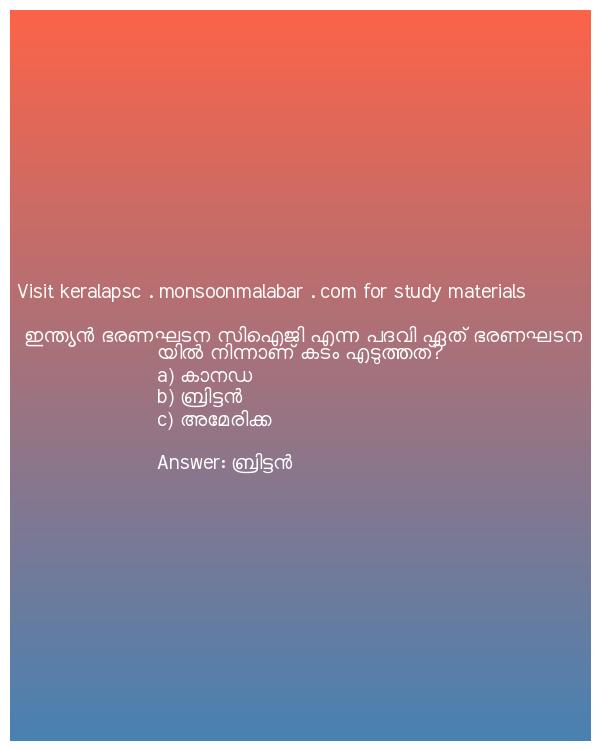 Visit keralapsc . monsoonmalabar . com for study materials
ഇന്ത്യൻ ഭരണഘടന സിഐജി എന്ന പദവി ഏത് ഭരണഘടന
യിൽ നിന്നാണ് കടം എടുത്തത?
a) കാനഡ
b) ബ്രിട്ടൻ
c) അമേരിക്ക
Answer: ബ്രിട്ടൻ